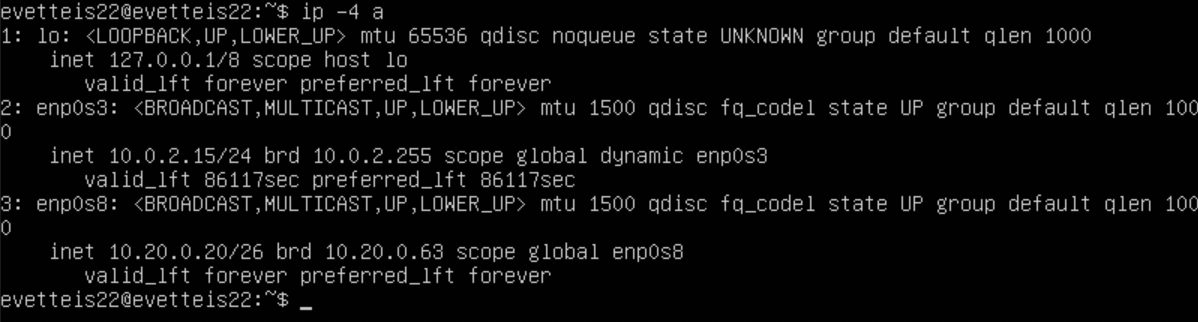 evetteis22@evetteis22:~$ ip -4 a
1: lo: <LOOPBACK,UP,LOWER_UP> mtu 65536 qdisc noqueue state UNKNOWN group default qlen 1000
    inet 127.0.0.1/8 scope host lo
       valid_lft forever preferred_lft forever
2: enp0s3: <BROADCAST,MULTICAST,UP,LOWER_UP> mtu 1500 qdisc fq_codel state UP group default qlen 100
0
    inet 10.0.2.15/24 brd 10.0.2.255 scope global dynamic enp0s3
       valid_lft 86117sec preferred_lft 86117sec
3: enp0s8: <BROADCAST,MULTICAST,UP,LOWER_UP> mtu 1500 qdisc fq_codel state UP group default qlen 100
0
    inet 10.20.0.20/26 brd 10.20.0.63 scope global enp0s8
       valid_lft forever preferred_lft forever
evetteis22@evetteis22:~$ _